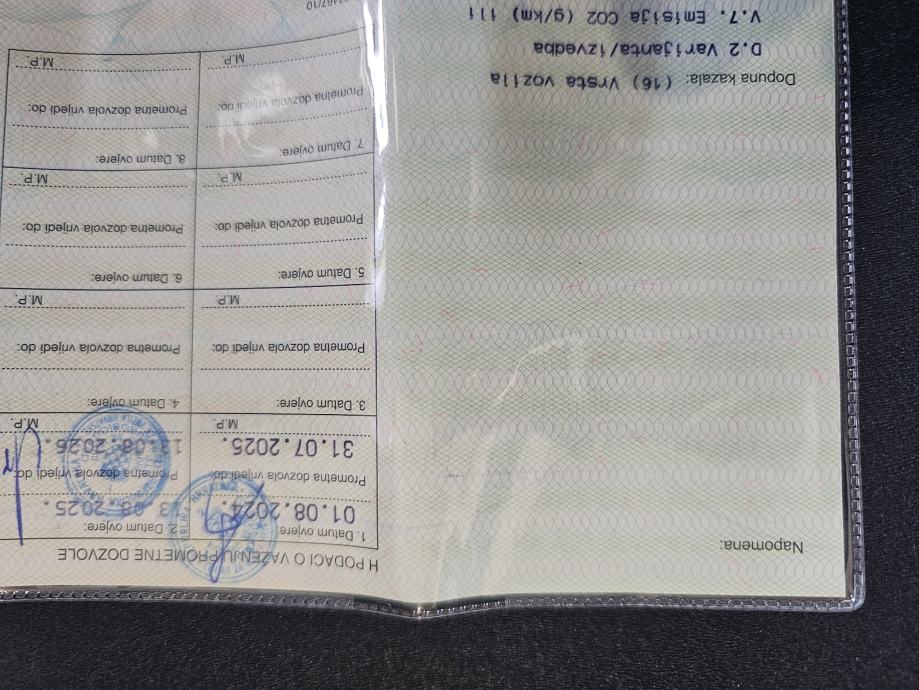 Napomena:
Dopuna kazala: (16) Vrsta vozila
D.2 Varijanta/izvedba
V.7. Emisija CO2 (g/km) 111
H PODACI O VAŽENJU PROMETNE DOZVOLE
1. Datum ovjere:
01.08.2024.
Prometna dozvola vrijedi do:
31.07.2025.
M.P.
2. Datum ovjere:
13.08.2025.
Prometna dozvola vrijedi do:
12.08.2026.
M.P.
3. Datum ovjere:
Prometna dozvola vrijedi do:
M.P.
4. Datum ovjere:
Prometna dozvola vrijedi do:
M.P.
5. Datum ovjere:
Prometna dozvola vrijedi do:
M.P.
6. Datum ovjere:
Prometna dozvola vrijedi do:
M.P.
7. Datum ovjere:
Prometna dozvola vrijedi do:
M.P.
8. Datum ovjere:
Prometna dozvola vrijedi do:
M.P.